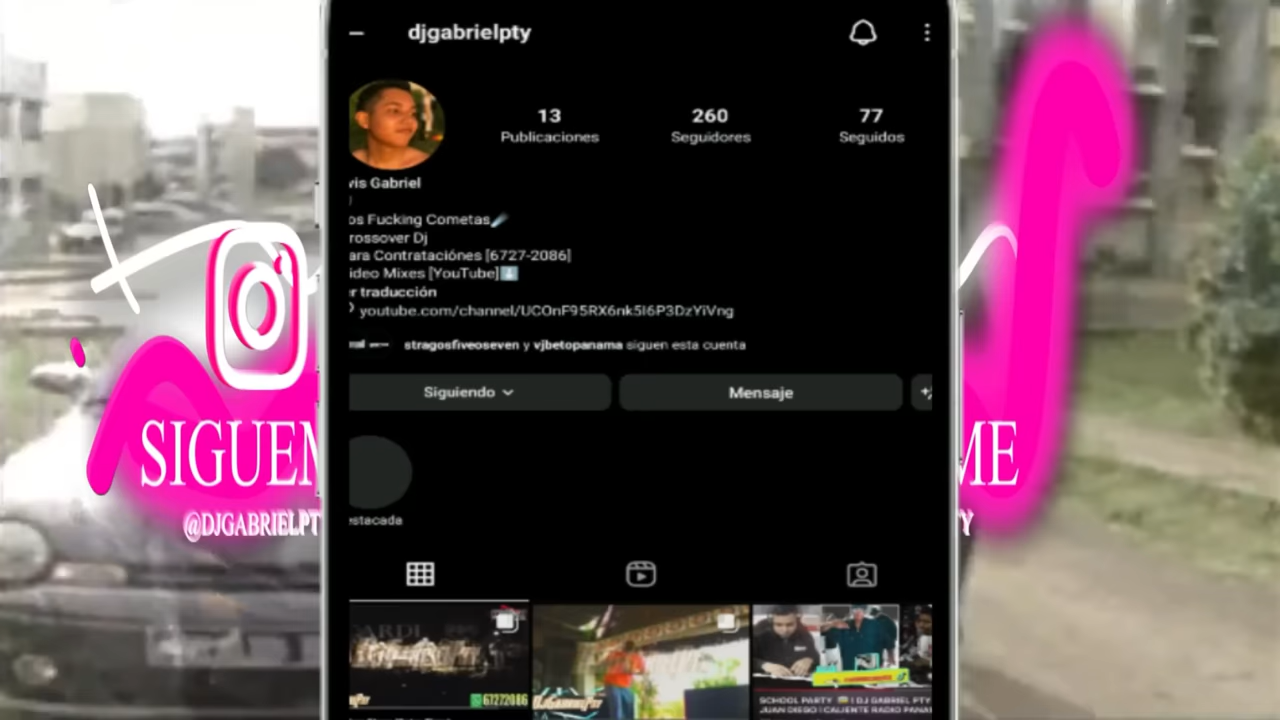 djgabrielpty
13 260 77
Publicaciones Seguidores Seguidos
vis Gabriel
os Fucking Cometas
rossover Dj
ara Contrataciónes [6727-2086]
ideo Mixes [YouTube]
r traducción
youtube.com/channel/UCOnF95RX6nk5I6P3DzYiVng
stragosfiveoseven y vjbetopanama siguen esta cuenta
Siguiendo Mensaje
SIGUEM ME
@DJGABRIELPT Y
estacada
67272086
SCHOOL PARTY | DJ GABRIEL PTY
JUAN DIEGO | CALIENTE RADIO PANA